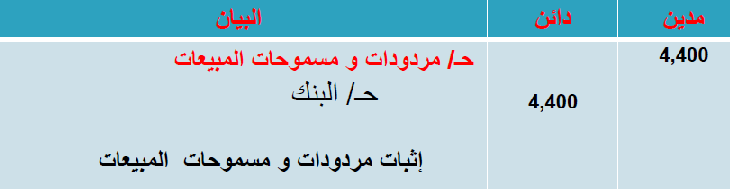 مدين دائن البيان
4,400 حـ/ مردودات و مسموحات المبيعات
4,400 حـ/ البنك
إثبات مردودات و مسموحات المبيعات